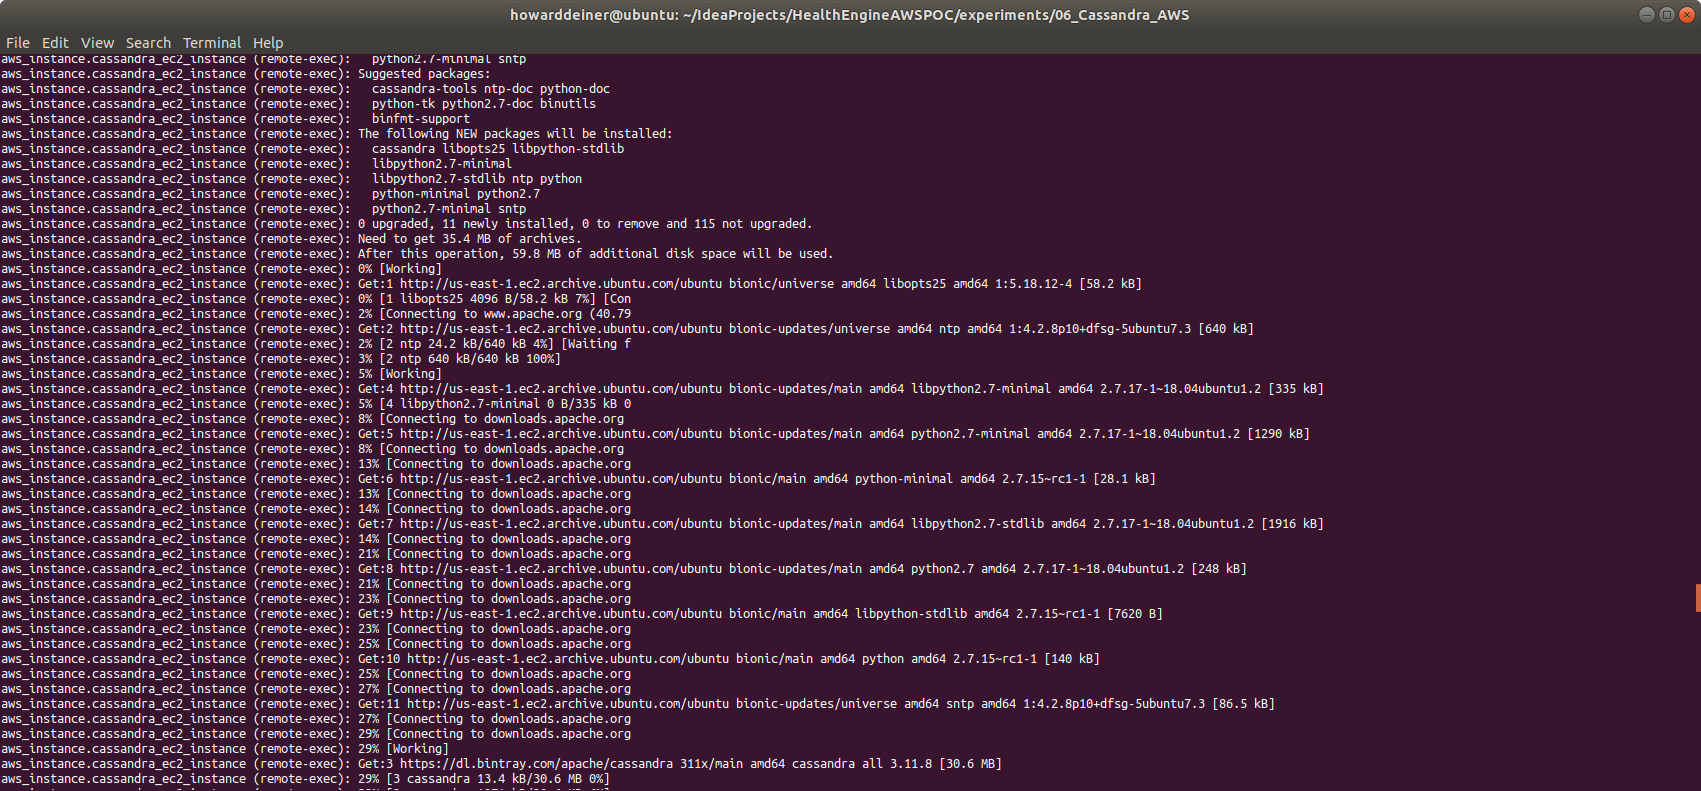 howarddeiner@ubuntu: ~/IdeaProjects/HealthEngineAWSPOC/experiments/06_Cassandra_AWS
File Edit View Search Terminal Help
aws_instance.cassandra_ec2_instance (remote-exec):   python2.7-minimal sntp
aws_instance.cassandra_ec2_instance (remote-exec): Suggested packages:
aws_instance.cassandra_ec2_instance (remote-exec):   cassandra-tools ntp-doc python-doc
aws_instance.cassandra_ec2_instance (remote-exec):   python-tk python2.7-doc binutils
aws_instance.cassandra_ec2_instance (remote-exec):   binfmt-support
aws_instance.cassandra_ec2_instance (remote-exec): The following NEW packages will be installed:
aws_instance.cassandra_ec2_instance (remote-exec):   cassandra libopts25 libpython-stdlib
aws_instance.cassandra_ec2_instance (remote-exec):   libpython2.7-minimal
aws_instance.cassandra_ec2_instance (remote-exec):   libpython2.7-stdlib ntp python
aws_instance.cassandra_ec2_instance (remote-exec):   python-minimal python2.7
aws_instance.cassandra_ec2_instance (remote-exec):   python2.7-minimal sntp
aws_instance.cassandra_ec2_instance (remote-exec): 0 upgraded, 11 newly installed, 0 to remove and 115 not upgraded.
aws_instance.cassandra_ec2_instance (remote-exec): Need to get 35.4 MB of archives.
aws_instance.cassandra_ec2_instance (remote-exec): After this operation, 59.8 MB of additional disk space will be used.
aws_instance.cassandra_ec2_instance (remote-exec): 0% [Working]
aws_instance.cassandra_ec2_instance (remote-exec): Get:1 http://us-east-1.ec2.archive.ubuntu.com/ubuntu bionic/universe amd64 libopts25 amd64 1:5.18.12-4 [58.2 kB]
aws_instance.cassandra_ec2_instance (remote-exec): 0% [1 libopts25 4096 B/58.2 kB 7%] [Con
aws_instance.cassandra_ec2_instance (remote-exec): 2% [Connecting to www.apache.org (40.79
aws_instance.cassandra_ec2_instance (remote-exec): Get:2 http://us-east-1.ec2.archive.ubuntu.com/ubuntu bionic-updates/universe amd64 ntp amd64 1:4.2.8p10+dfsg-5ubuntu7.3 [640 kB]
aws_instance.cassandra_ec2_instance (remote-exec): 2% [2 ntp 24.2 kB/640 kB 4%] [Waiting f
aws_instance.cassandra_ec2_instance (remote-exec): 3% [2 ntp 640 kB/640 kB 100%]
aws_instance.cassandra_ec2_instance (remote-exec): 5% [Working]
aws_instance.cassandra_ec2_instance (remote-exec): Get:4 http://us-east-1.ec2.archive.ubuntu.com/ubuntu bionic-updates/main amd64 libpython2.7-minimal amd64 2.7.17-1~18.04ubuntu1.2 [335 kB]
aws_instance.cassandra_ec2_instance (remote-exec): 5% [4 libpython2.7-minimal 0 B/335 kB 0
aws_instance.cassandra_ec2_instance (remote-exec): 8% [Connecting to downloads.apache.org
aws_instance.cassandra_ec2_instance (remote-exec): Get:5 http://us-east-1.ec2.archive.ubuntu.com/ubuntu bionic-updates/main amd64 python2.7-minimal amd64 2.7.17-1~18.04ubuntu1.2 [1290 kB]
aws_instance.cassandra_ec2_instance (remote-exec): 8% [Connecting to downloads.apache.org
aws_instance.cassandra_ec2_instance (remote-exec): 13% [Connecting to downloads.apache.org
aws_instance.cassandra_ec2_instance (remote-exec): Get:6 http://us-east-1.ec2.archive.ubuntu.com/ubuntu bionic/main amd64 python-minimal amd64 2.7.15~rc1-1 [28.1 kB]
aws_instance.cassandra_ec2_instance (remote-exec): 13% [Connecting to downloads.apache.org
aws_instance.cassandra_ec2_instance (remote-exec): 14% [Connecting to downloads.apache.org
aws_instance.cassandra_ec2_instance (remote-exec): Get:7 http://us-east-1.ec2.archive.ubuntu.com/ubuntu bionic-updates/main amd64 libpython2.7-stdlib amd64 2.7.17-1~18.04ubuntu1.2 [1916 kB]
aws_instance.cassandra_ec2_instance (remote-exec): 14% [Connecting to downloads.apache.org
aws_instance.cassandra_ec2_instance (remote-exec): 21% [Connecting to downloads.apache.org
aws_instance.cassandra_ec2_instance (remote-exec): Get:8 http://us-east-1.ec2.archive.ubuntu.com/ubuntu bionic-updates/main amd64 python2.7 amd64 2.7.17-1~18.04ubuntu1.2 [248 kB]
aws_instance.cassandra_ec2_instance (remote-exec): 21% [Connecting to downloads.apache.org
aws_instance.cassandra_ec2_instance (remote-exec): 23% [Connecting to downloads.apache.org
aws_instance.cassandra_ec2_instance (remote-exec): Get:9 http://us-east-1.ec2.archive.ubuntu.com/ubuntu bionic/main amd64 libpython-stdlib amd64 2.7.15~rc1-1 [7620 B]
aws_instance.cassandra_ec2_instance (remote-exec): 23% [Connecting to downloads.apache.org
aws_instance.cassandra_ec2_instance (remote-exec): 25% [Connecting to downloads.apache.org
aws_instance.cassandra_ec2_instance (remote-exec): Get:10 http://us-east-1.ec2.archive.ubuntu.com/ubuntu bionic/main amd64 python amd64 2.7.15~rc1-1 [140 kB]
aws_instance.cassandra_ec2_instance (remote-exec): 25% [Connecting to downloads.apache.org
aws_instance.cassandra_ec2_instance (remote-exec): 27% [Connecting to downloads.apache.org
aws_instance.cassandra_ec2_instance (remote-exec): Get:11 http://us-east-1.ec2.archive.ubuntu.com/ubuntu bionic-updates/universe amd64 sntp amd64 1:4.2.8p10+dfsg-5ubuntu7.3 [86.5 kB]
aws_instance.cassandra_ec2_instance (remote-exec): 27% [Connecting to downloads.apache.org
aws_instance.cassandra_ec2_instance (remote-exec): 29% [Connecting to downloads.apache.org
aws_instance.cassandra_ec2_instance (remote-exec): 29% [Working]
aws_instance.cassandra_ec2_instance (remote-exec): Get:3 https://dl.bintray.com/apache/cassandra 311x/main amd64 cassandra all 3.11.8 [30.6 MB]
aws_instance.cassandra_ec2_instance (remote-exec): 29% [3 cassandra 13.4 kB/30.6 MB 0%]